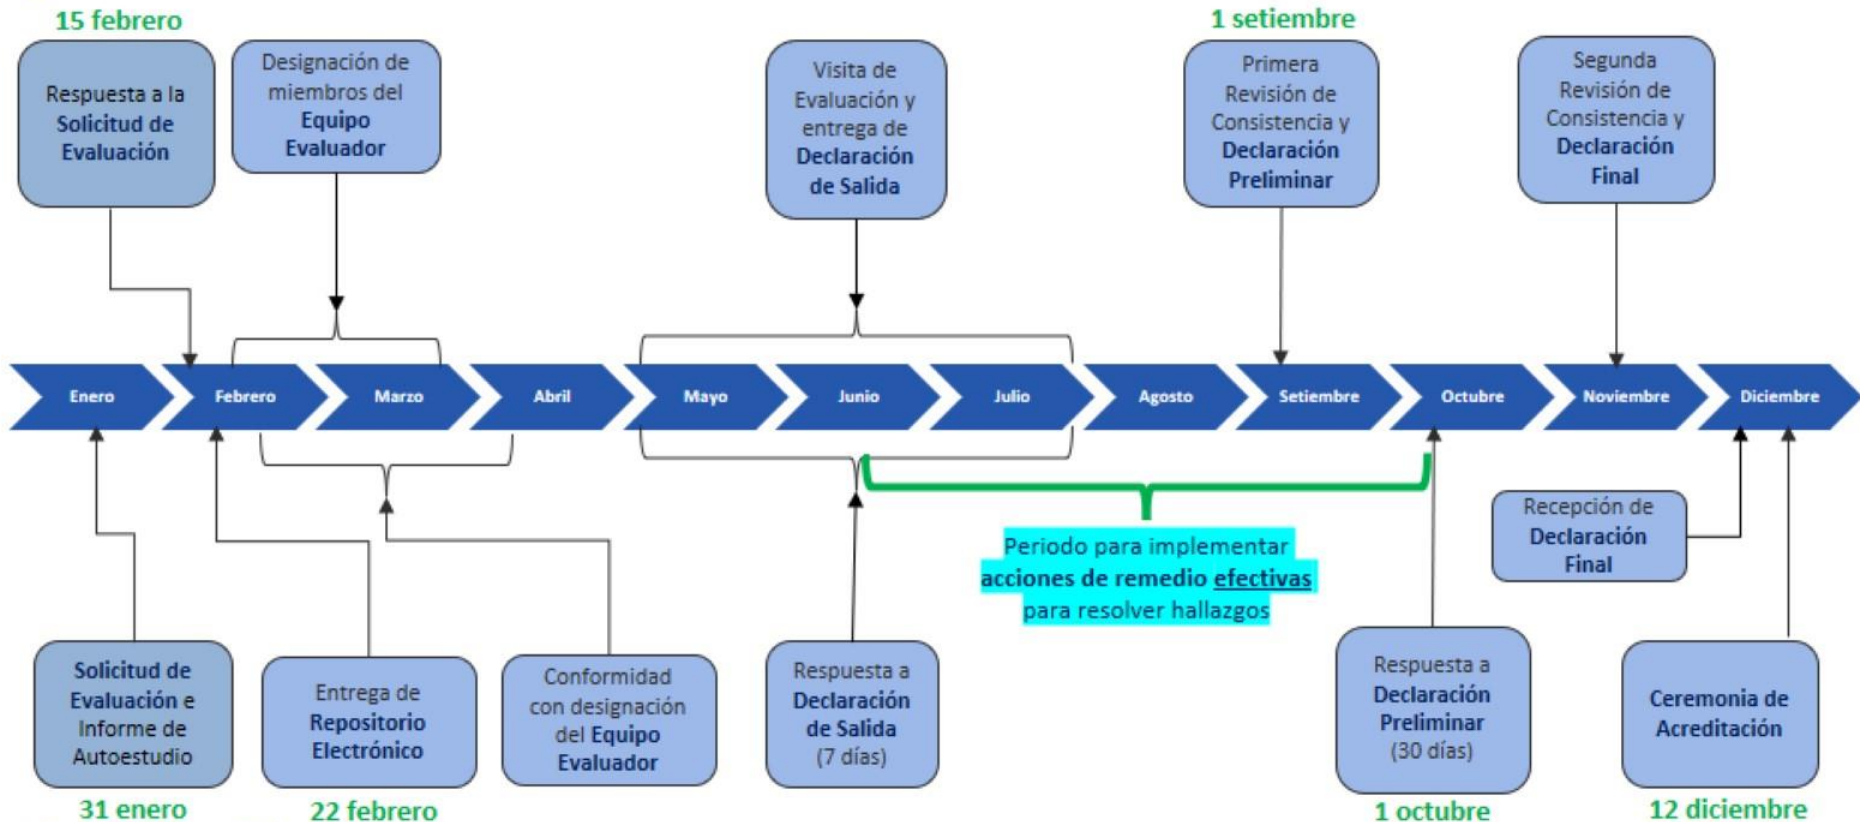 15 febrero
1 setiembre
Respuesta a la
Solicitud de
Evaluación
Designación de
miembros del
Equipo
Evaluador
Visita de
Evaluación y
entrega de
Declaración
de Salida
Primera
Revisión de
Consistencia y
Declaración
Preliminar
Segunda
Revisión de
Consistencia y
Declaración
Final
Enero
Febrero
Marzo
Abril
Mayo
Junio
Julio
Agosto
Setiembre
Octubre
Noviembre
Diciembre
Recepción de
Declaración
Final
Periodo para implementar
acciones de remedio efectivas
para resolver hallazgos
Solicitud de
Evaluación e
Informe de
Autoestudio
Entrega de
Repositorio
Electrónico
Conformidad
con designación
del Equipo
Evaluador
Respuesta a
Declaración
de Salida
(7 días)
Respuesta a
Declaración
Preliminar
(30 días)
Ceremonia de
Acreditación
31 enero
22 febrero
1 octubre
12 diciembre